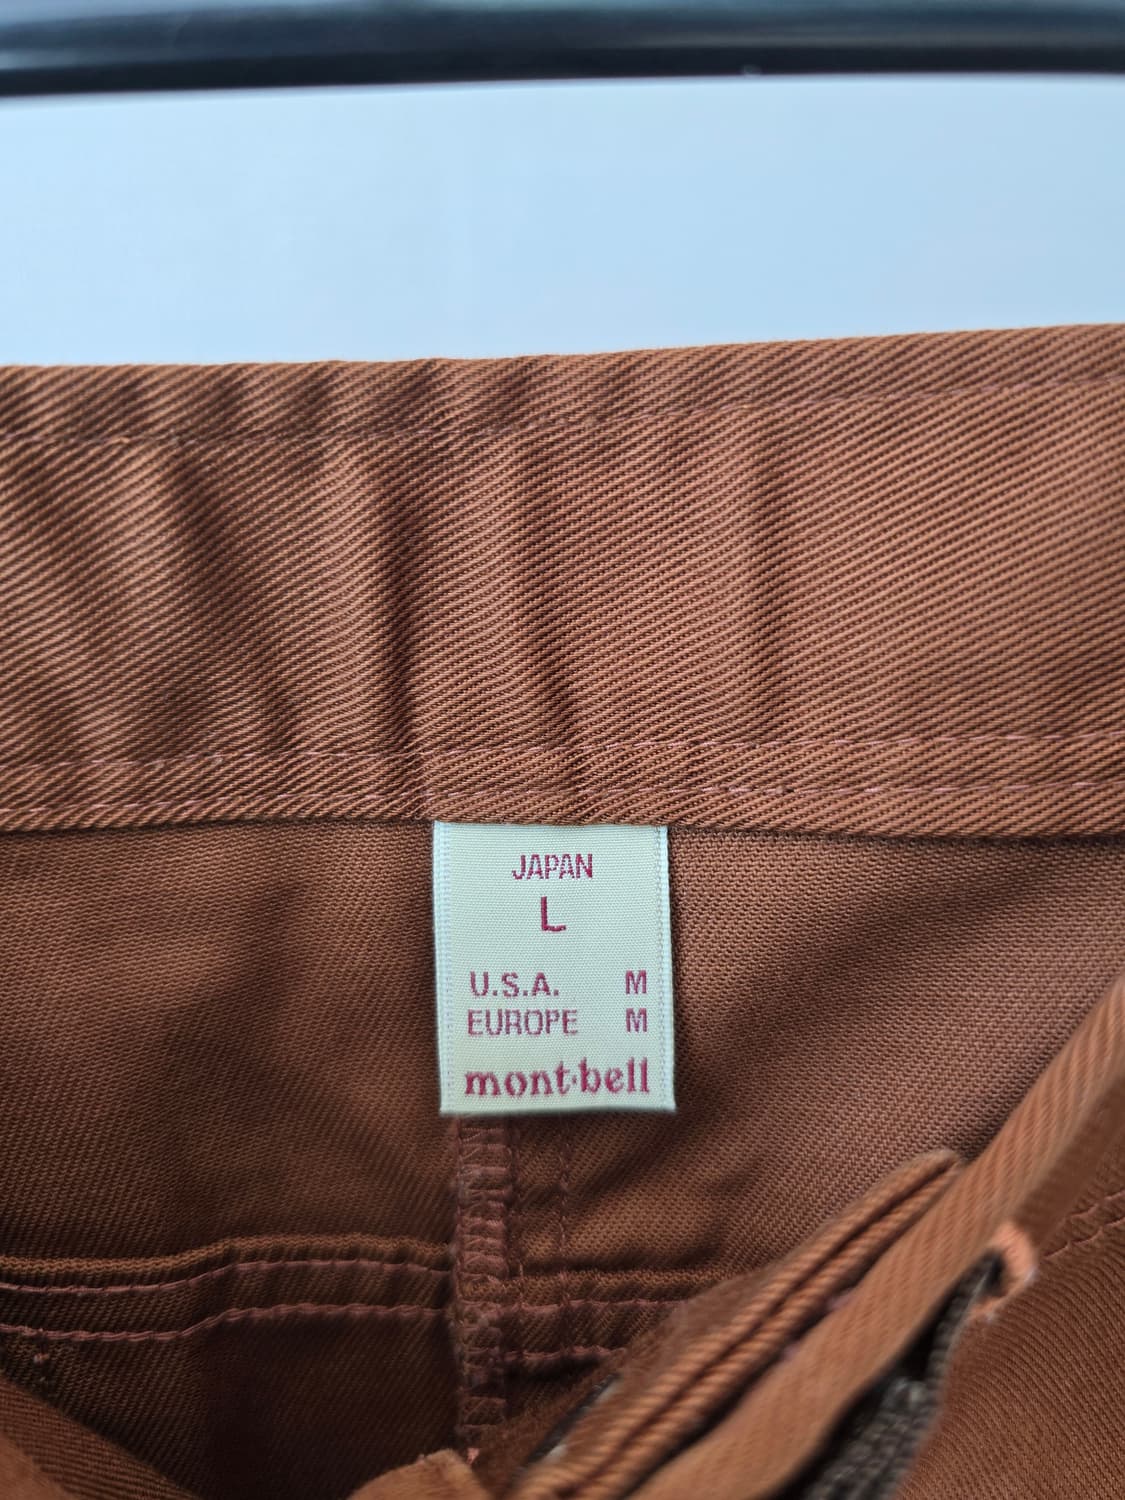 JAPAN
L
U.S.A. M
EUROPE M
mont·bell